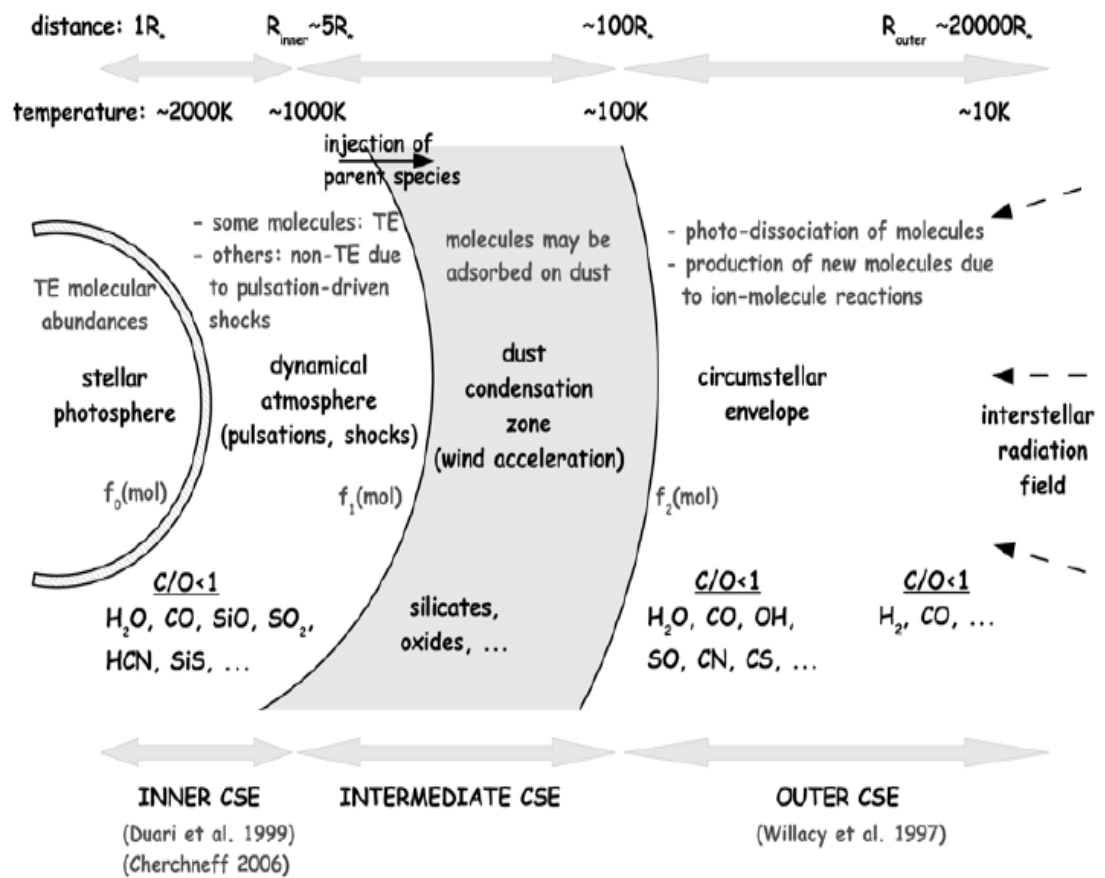 distance: 1R* R_inner~5R* ~100R* R_outer ~20000R*
temperature: ~2000K ~1000K ~100K ~10K
injection of
parent species
- some molecules: TE
- others: non-TE due
to pulsation-driven
shocks
molecules may be
adsorbed on dust
- photo-dissociation of molecules
- production of new molecules due
to ion-molecule reactions
TE molecular
abundances
stellar
photosphere
dynamical
atmosphere
(pulsations, shocks)
dust
condensation
zone
(wind acceleration)
circumstellar
envelope
interstellar
radiation
field
f₀(mol) f₁(mol) f₂(mol)
C/O<1
H₂O, CO, SiO, SO₂,
HCN, SiS, ...
silicates,
oxides, ...
C/O<1
H₂O, CO, OH,
SO, CN, CS, ...
C/O<1
H₂, CO, ...
INNER CSE INTERMEDIATE CSE OUTER CSE
(Duari et al. 1999) (Willacy et al. 1997)
(Cherchneff 2006)